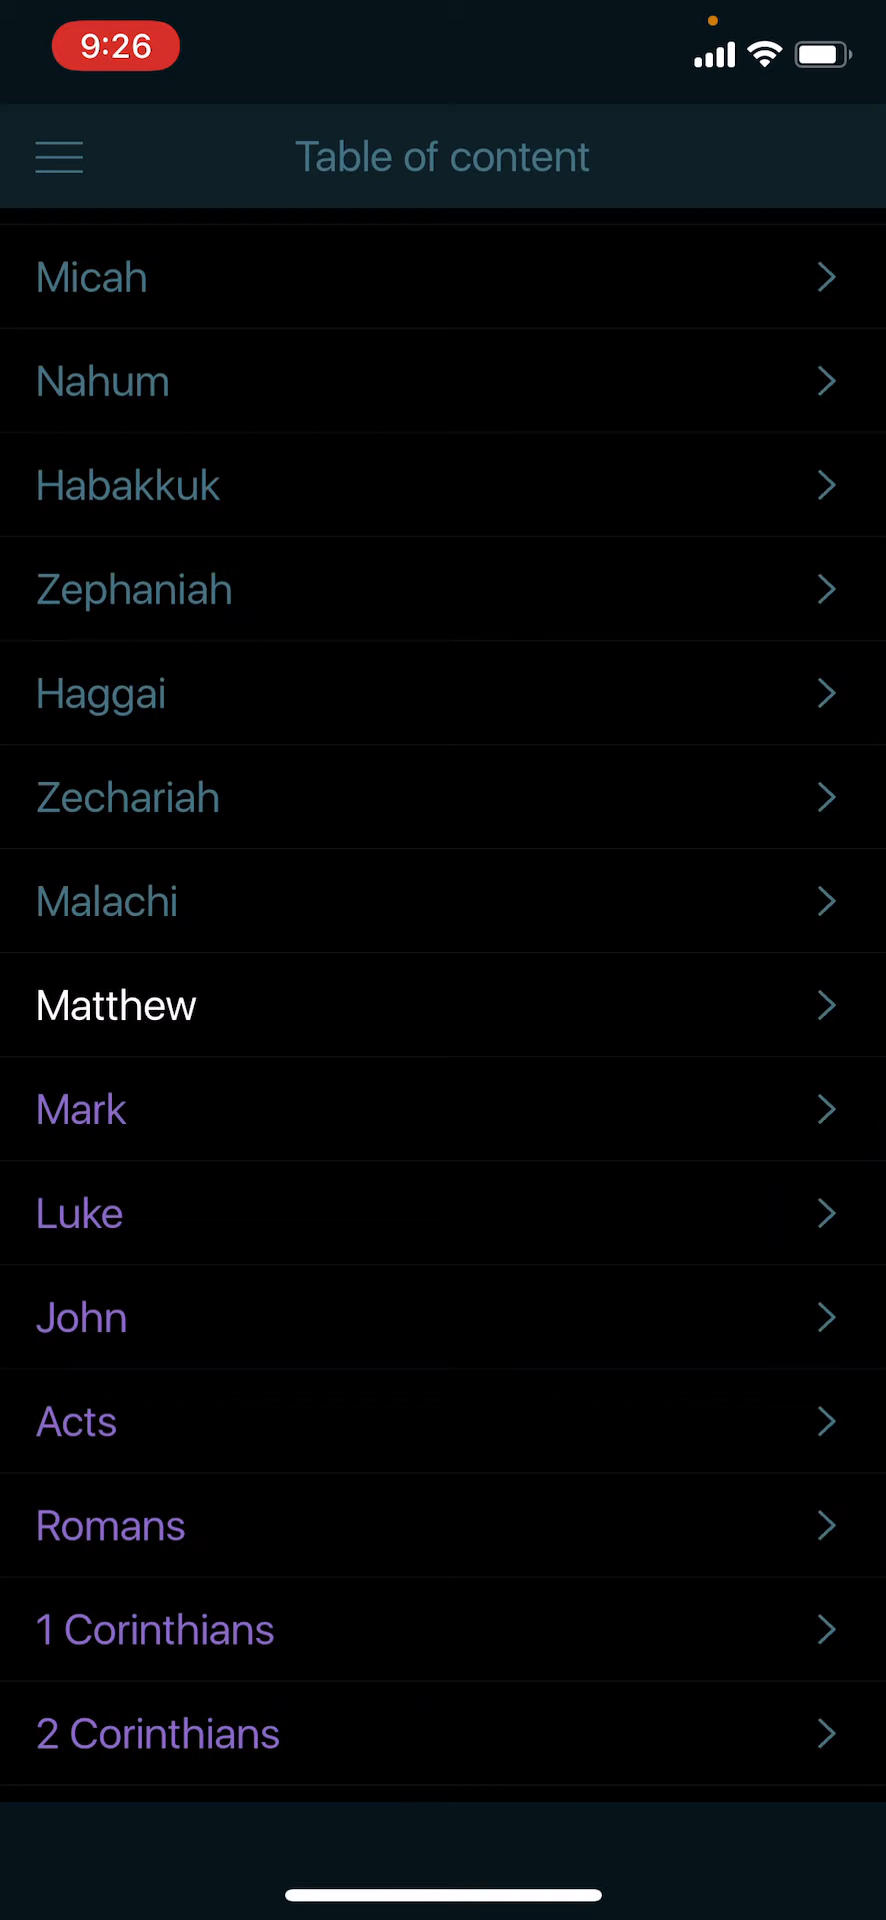 9:26
Table of content
Micah
Nahum
Habakkuk
Zephaniah
Haggai
Zechariah
Malachi
Matthew
Mark
Luke
John
Acts
Romans
1 Corinthians
2 Corinthians